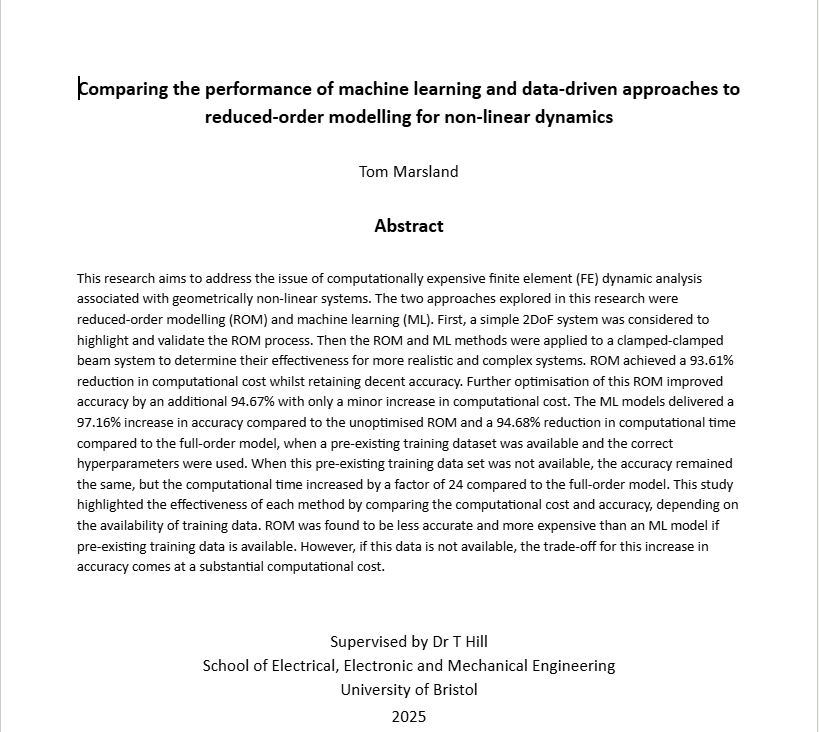 Comparing the performance of machine learning and data-driven approaches to
reduced-order modelling for non-linear dynamics
Tom Marsland
Abstract
This research aims to address the issue of computationally expensive finite element (FE) dynamic analysis
associated with geometrically non-linear systems. The two approaches explored in this research were
reduced-order modelling (ROM) and machine learning (ML). First, a simple 2DoF system was considered to
highlight and validate the ROM process. Then the ROM and ML methods were applied to a clamped-clamped
beam system to determine their effectiveness for more realistic and complex systems. ROM achieved a 93.61%
reduction in computational cost whilst retaining decent accuracy. Further optimisation of this ROM improved
accuracy by an additional 94.67% with only a minor increase in computational cost. The ML models delivered a
97.16% increase in accuracy compared to the unoptimised ROM and a 94.68% reduction in computational time
compared to the full-order model, when a pre-existing training dataset was available and the correct
hyperparameters were used. When this pre-existing training data set was not available, the accuracy remained
the same, but the computational time increased by a factor of 24 compared to the full-order model. This study
highlighted the effectiveness of each method by comparing the computational cost and accuracy, depending on
the availability of training data. ROM was found to be less accurate and more expensive than an ML model if
pre-existing training data is available. However, if this data is not available, the trade-off for this increase in
accuracy comes at a substantial computational cost.
Supervised by Dr T Hill
School of Electrical, Electronic and Mechanical Engineering
University of Bristol
2025